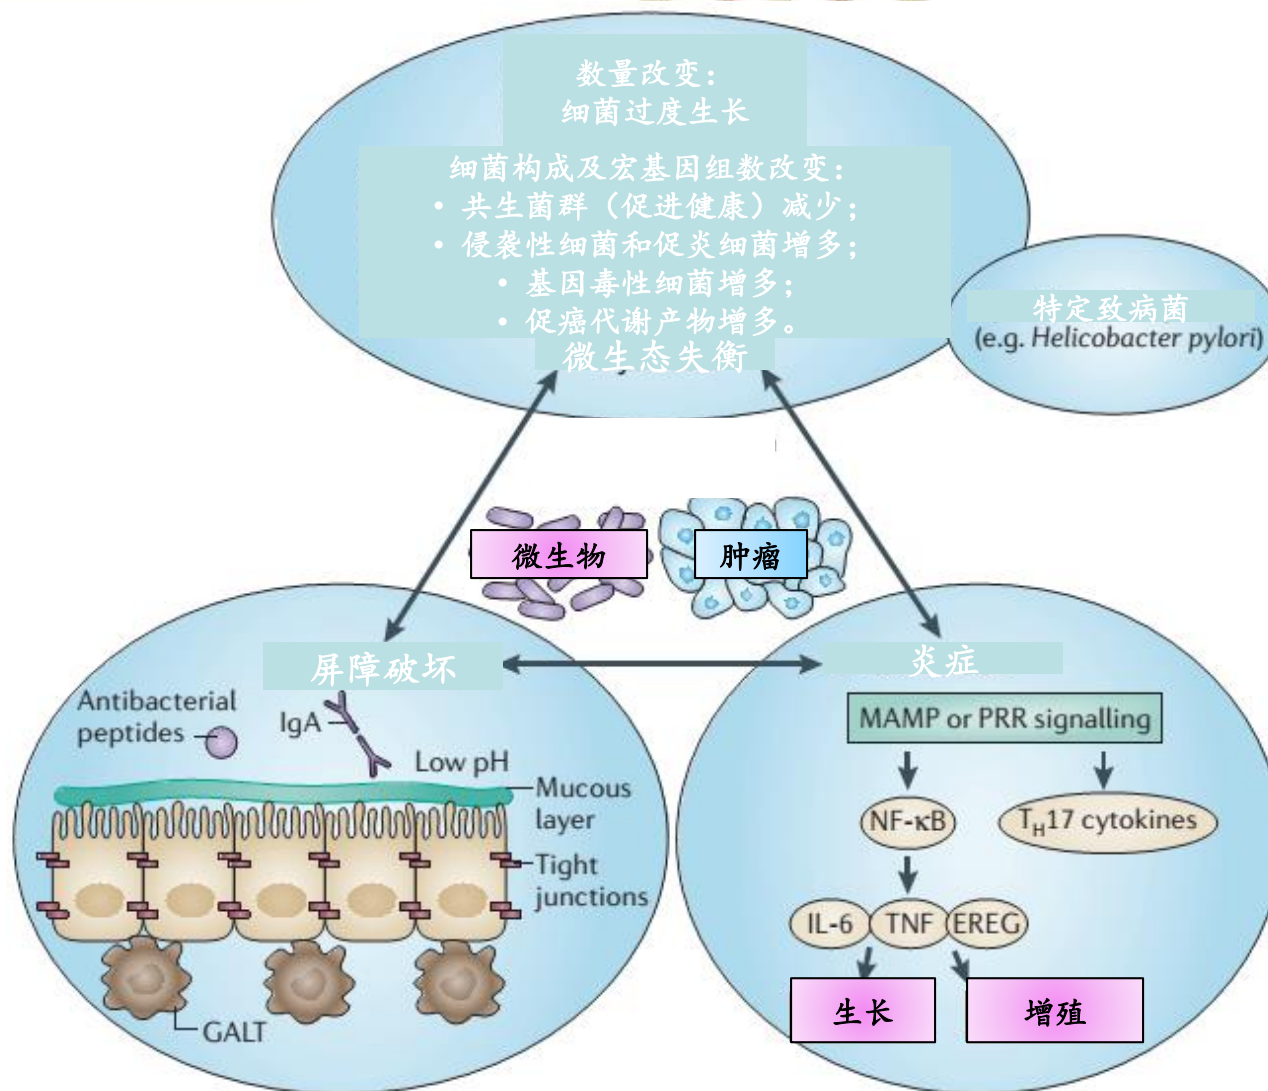 数量改变：
细菌过度生长
细菌构成及宏基因组数改变：
• 共生菌群（促进健康）减少；
• 侵袭性细菌和促炎细菌增多；
• 基因毒性细菌增多；
• 促癌代谢产物增多。
微生态失衡
特定致病菌
(e.g. Helicobacter pylori)
微生物
肿瘤
屏障破坏
Antibacterial
peptides
IgA
Low pH
Mucous
layer
Tight
junctions
GALT
炎症
MAMP or PRR signalling
NF-κB
TH17 cytokines
IL-6
TNF
EREG
生长
增殖